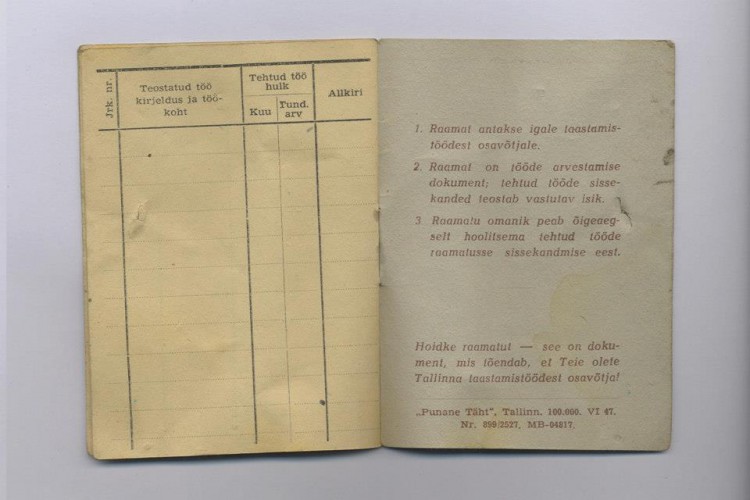 Jrk. nr.
Teostatud töö
kirjeldus ja töö-
koht
Tehtud töö
hulk
Kuu
Tund.
arv
Allkiri
1. Raamat antakse igale taastamis-
töödest osavõtjale.
2. Raamat on tööde arvestamise
dokument; tehtud tööde sisse-
kanded teostab vastutav isik.
3 Raamatu omanik peab õigeaeg-
selt hoolitsema tehtud tööde
raamatusse sissekandmise eest.
Hoidke raamatut — see on doku-
ment, mis tõendab, et Teie olete
Tallinna taastamistöödest osavõtja!
„Punane Täht", Tallinn. 100.000. VI 47.
Nr. 899/2527, MB-04817.